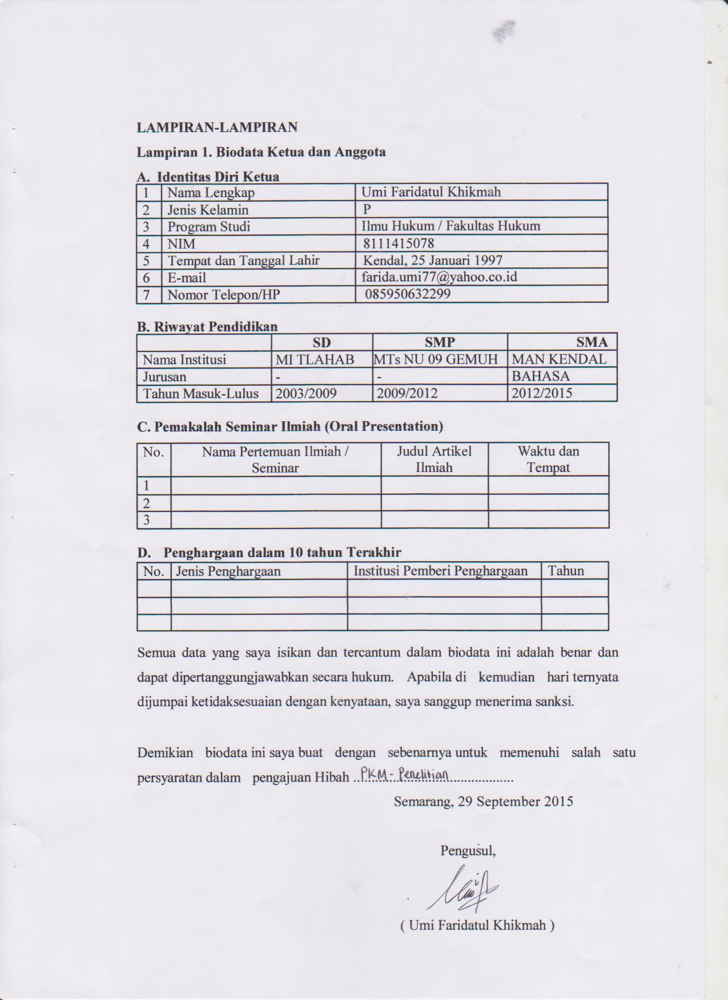 LAMPIRAN-LAMPIRAN
Lampiran 1. Biodata Ketua dan Anggota
A. Identitas Diri Ketua
1 Nama Lengkap Umi Faridatul Khikmah
2 Jenis Kelamin P
3 Program Studi Ilmu Hukum / Fakultas Hukum
4 NIM 8111415078
5 Tempat dan Tanggal Lahir Kendal, 25 Januari 1997
6 E-mail farida.umi77@yahoo.co.id
7 Nomor Telepon/HP 085950632299
B. Riwayat Pendidikan
SD SMP SMA
Nama Institusi MI TLAHAB MTs NU 09 GEMUH MAN KENDAL
Jurusan - - BAHASA
Tahun Masuk-Lulus 2003/2009 2009/2012 2012/2015
C. Pemakalah Seminar Ilmiah (Oral Presentation)
No. Nama Pertemuan Ilmiah / Judul Artikel Waktu dan
Seminar Ilmiah Tempat
1
2
3
D. Penghargaan dalam 10 tahun Terakhir
No. Jenis Penghargaan Institusi Pemberi Penghargaan Tahun
Semua data yang saya isikan dan tercantum dalam biodata ini adalah benar dan
dapat dipertanggungjawabkan secara hukum. Apabila di kemudian hari ternyata
dijumpai ketidaksesuaian dengan kenyataan, saya sanggup menerima sanksi.
Demikian biodata ini saya buat dengan sebenarnya untuk memenuhi salah satu
persyaratan dalam pengajuan Hibah ..PKM-Penelitian..................
Semarang, 29 September 2015
Pengusul,
( Umi Faridatul Khikmah )